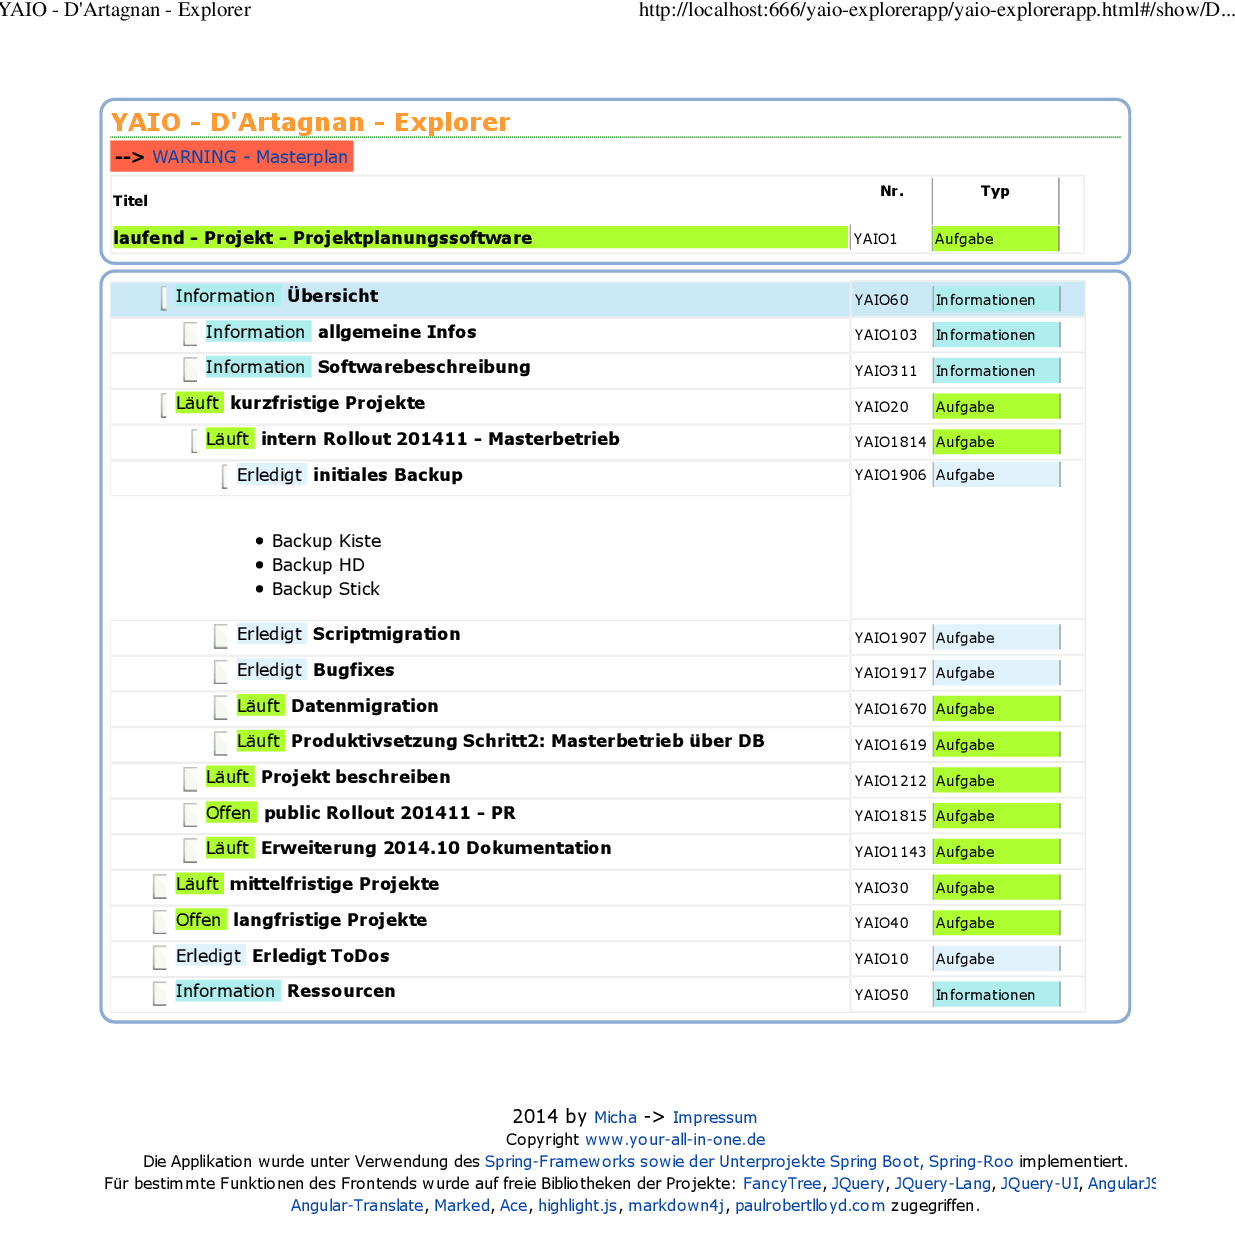 YAIO - D'Artagnan - Explorer http://localhost:666/yaio-explorerapp/yaio-explorerapp.html#/show/D...
YAIO - D'Artagnan - Explorer
--> WARNING - Masterplan
Titel Nr. Typ
laufend - Projekt - Projektplanungssoftware YAIO1 Aufgabe
Information Übersicht YAIO60 Informationen
Information allgemeine Infos YAIO103 Informationen
Information Softwarebeschreibung YAIO311 Informationen
Läuft kurzfristige Projekte YAIO20 Aufgabe
Läuft intern Rollout 201411 - Masterbetrieb YAIO1814 Aufgabe
Erledigt initiales Backup YAIO1906 Aufgabe
• Backup Kiste
• Backup HD
• Backup Stick
Erledigt Scriptmigration YAIO1907 Aufgabe
Erledigt Bugfixes YAIO1917 Aufgabe
Läuft Datenmigration YAIO1670 Aufgabe
Läuft Produktivsetzung Schritt2: Masterbetrieb über DB YAIO1619 Aufgabe
Läuft Projekt beschreiben YAIO1212 Aufgabe
Offen public Rollout 201411 - PR YAIO1815 Aufgabe
Läuft Erweiterung 2014.10 Dokumentation YAIO1143 Aufgabe
Läuft mittelfristige Projekte YAIO30 Aufgabe
Offen langfristige Projekte YAIO40 Aufgabe
Erledigt Erledigt ToDos YAIO10 Aufgabe
Information Ressourcen YAIO50 Informationen
2014 by Micha -> Impressum
Copyright www.your-all-in-one.de
Die Applikation wurde unter Verwendung des Spring-Frameworks sowie der Unterprojekte Spring Boot, Spring-Roo implementiert.
Für bestimmte Funktionen des Frontends wurde auf freie Bibliotheken der Projekte: FancyTree, JQuery, JQuery-Lang, JQuery-UI, AngularJS
Angular-Translate, Marked, Ace, highlight.js, markdown4j, paulrobertlloyd.com zugegriffen.